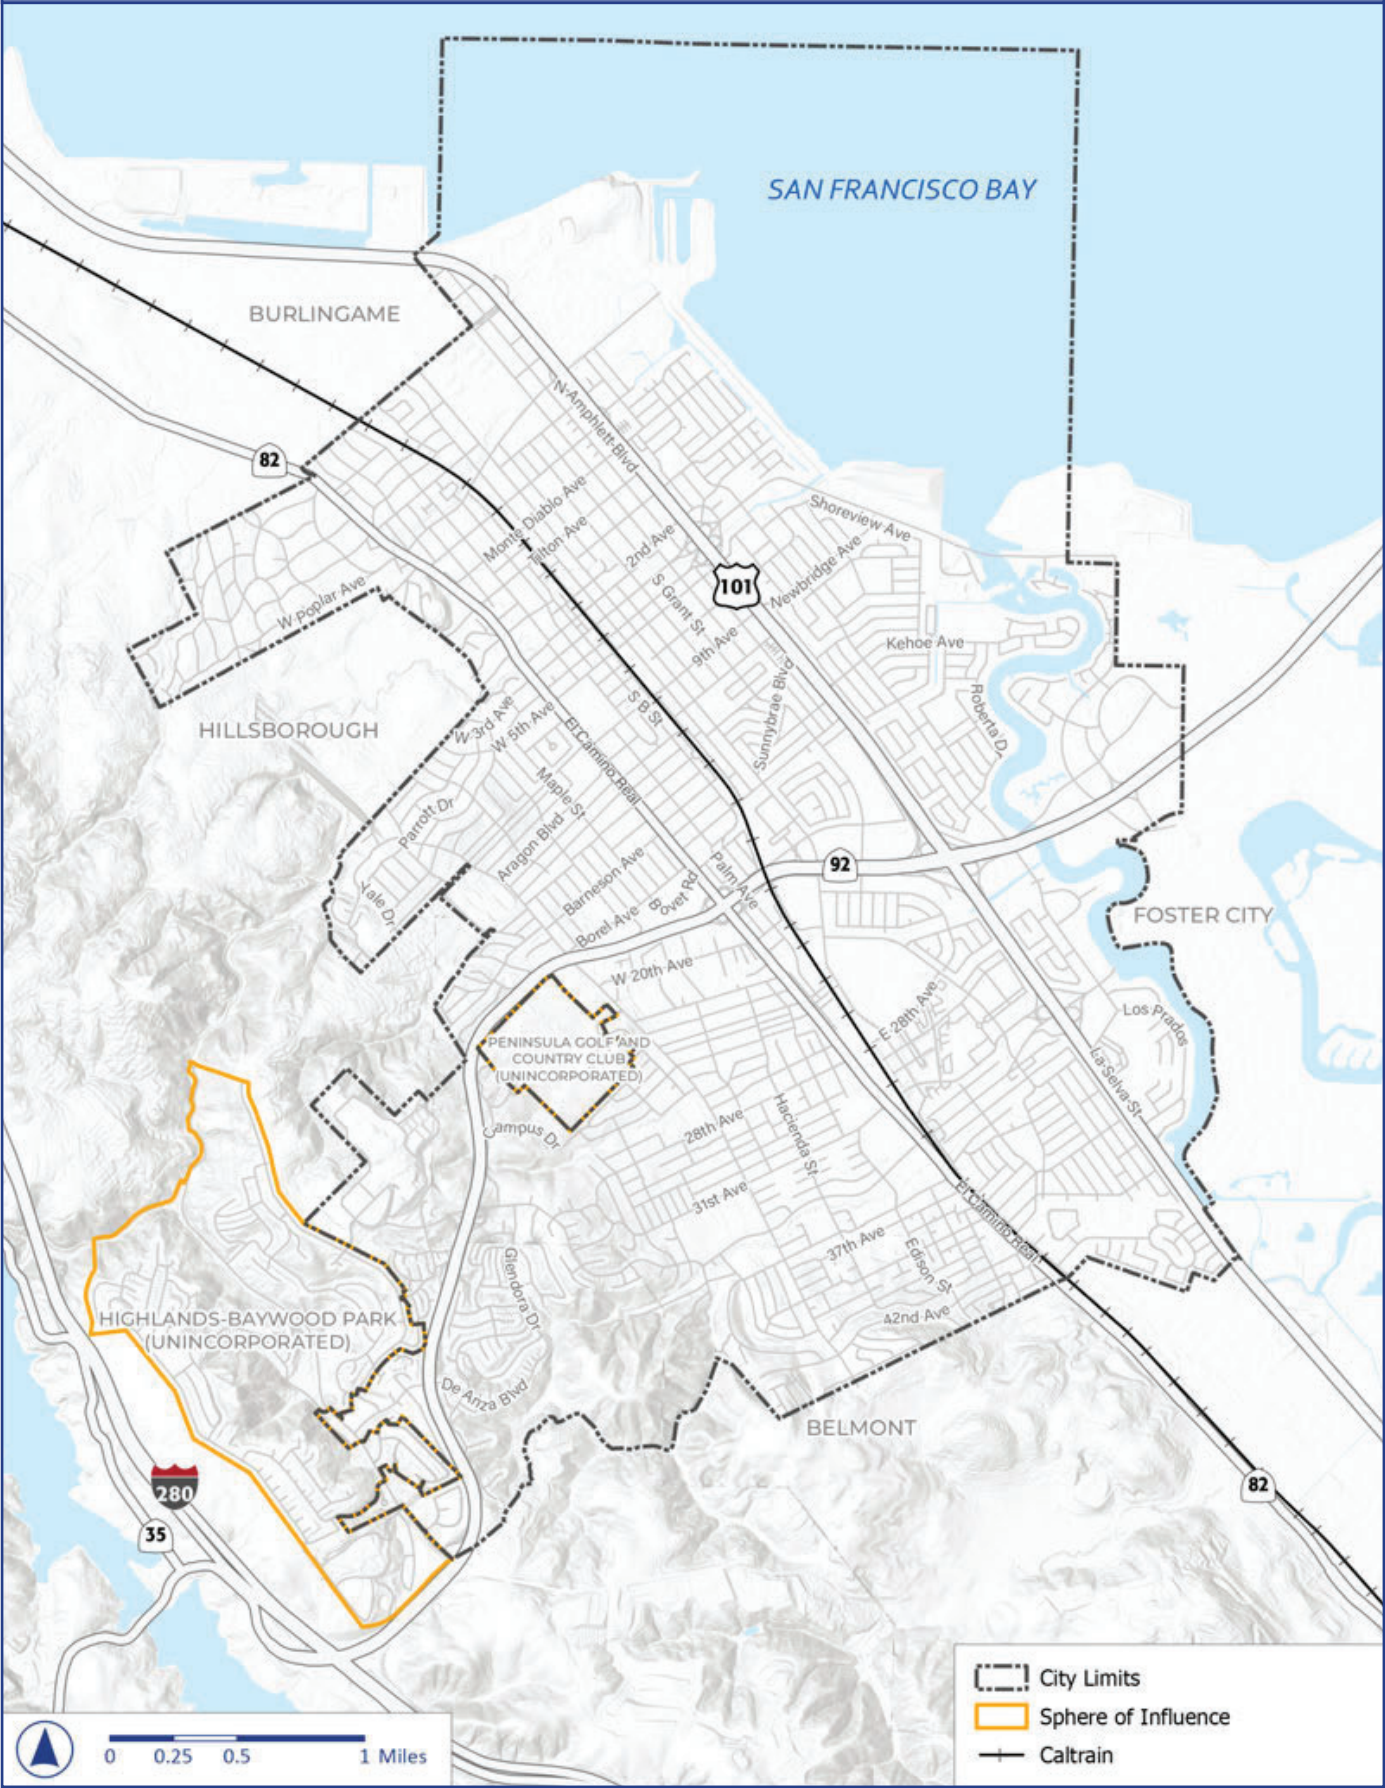 SAN FRANCISCO BAY
BURLINGAME
82
N Amphlett Blvd
Monte Diablo Ave
Tilton Ave
2nd Ave
Shoreview Ave
101
Newbridge Ave
S Grant St
9th Ave
W Poplar Ave
Kehoe Ave
Sunnybrae Blvd
Roberta Dr
HILLSBOROUGH
W 3rd Ave
W 5th Ave
S B St
El Camino Real
Maple St
Parrott Dr
Aragon Blvd
Barneson Ave
Palm Ave
92
Yale Dr
Bovet Rd
Borel Ave
FOSTER CITY
W 20th Ave
E 28th Ave
Los Prados
PENINSULA GOLF AND
COUNTRY CLUB
(UNINCORPORATED)
La Selva St
Campus Dr
28th Ave
Hacienda St
31st Ave
El Camino Real
37th Ave
Edison St
Glendora Dr
42nd Ave
HIGHLANDS-BAYWOOD PARK
(UNINCORPORATED)
De Anza Blvd
BELMONT
280
35
82
City Limits
Sphere of Influence
Caltrain
0 0.25 0.5 1 Miles